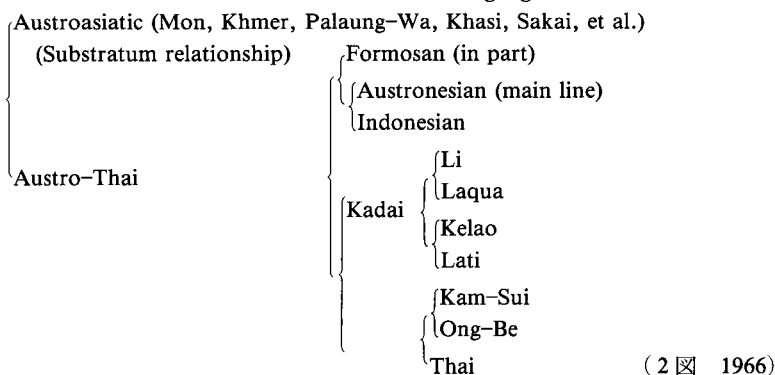 Austroasiatic (Mon, Khmer, Palaung-Wa, Khasi, Sakai, et al.)
(Substratum relationship)
Formosan (in part)
Austronesian (main line)
Indonesian
Austro-Thai
Kadai
Li
Laqua
Kelao
Lati
Kam-Sui
Ong-Be
Thai
(2図 1966)